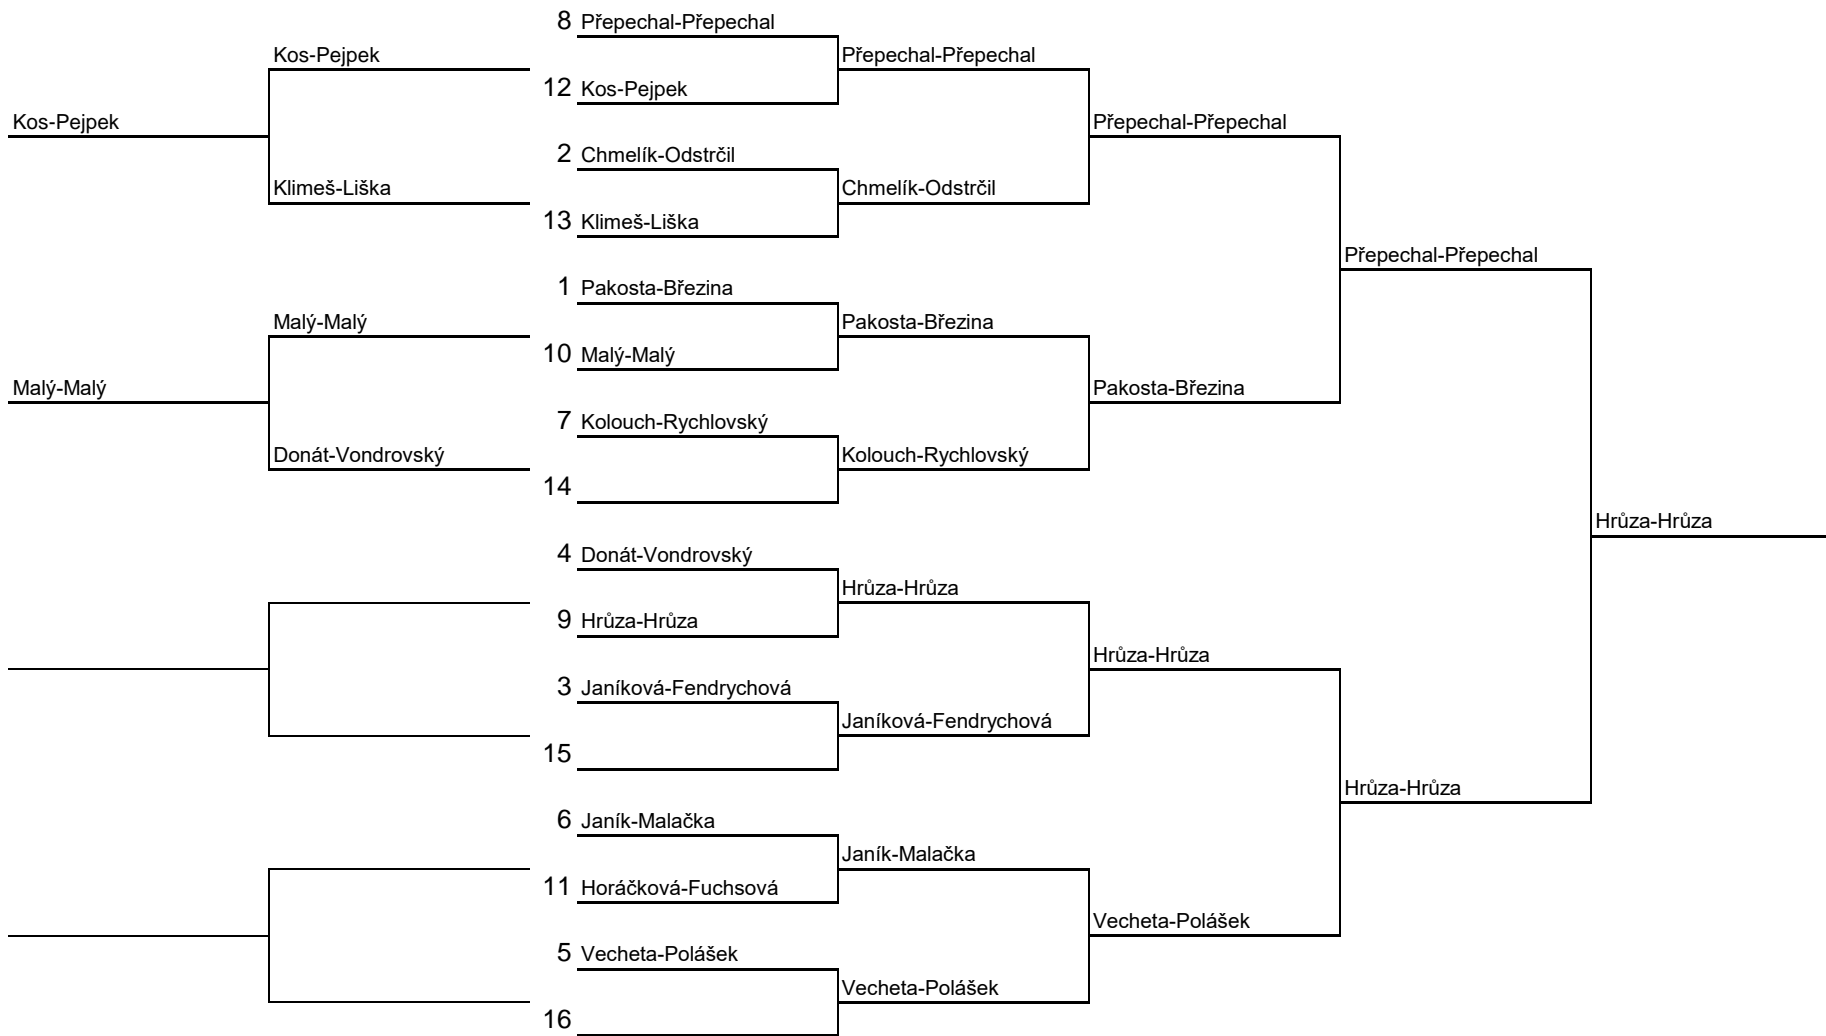 8 Přepechal-Přepechal
Kos-Pejpek Přepechal-Přepechal
12 Kos-Pejpek
Kos-Pejpek Přepechal-Přepechal
2 Chmelík-Odstrčil
Klimeš-Liška Chmelík-Odstrčil
13 Klimeš-Liška
Přepechal-Přepechal
1 Pakosta-Březina
Malý-Malý Pakosta-Březina
10 Malý-Malý
Malý-Malý Pakosta-Březina
7 Kolouch-Rychlovský
Donát-Vondrovský Kolouch-Rychlovský
14
Hrůza-Hrůza
4 Donát-Vondrovský
Hrůza-Hrůza
9 Hrůza-Hrůza
Hrůza-Hrůza
3 Janíková-Fendrychová
Janíková-Fendrychová
15
Hrůza-Hrůza
6 Janík-Malačka
Janík-Malačka
11 Horáčková-Fuchsová
Vecheta-Polášek
5 Vecheta-Polášek
Vecheta-Polášek
16